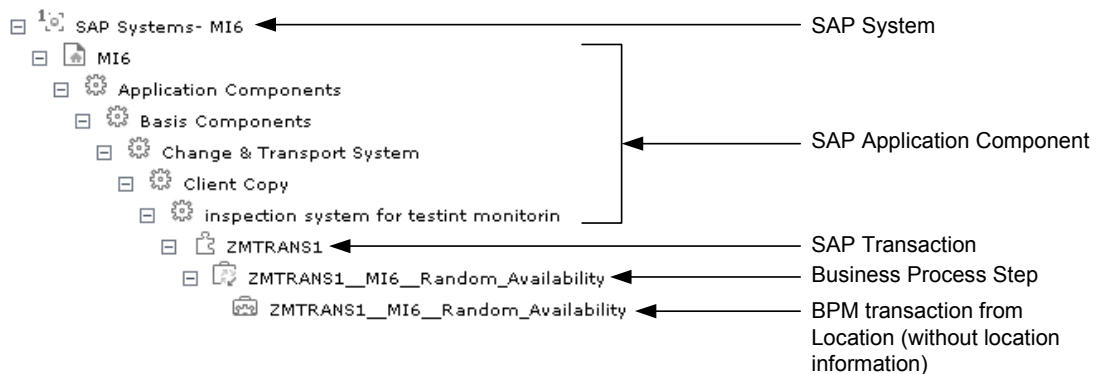 1 SAP Systems- MI6
SAP System
MI6
Application Components
Basis Components
Change & Transport System
SAP Application Component
Client Copy
inspection system for testint monitorin
ZMTRANS1
SAP Transaction
ZMTRANS1__MI6__Random_Availability
Business Process Step
ZMTRANS1__MI6__Random_Availability
BPM transaction from
Location (without location
information)